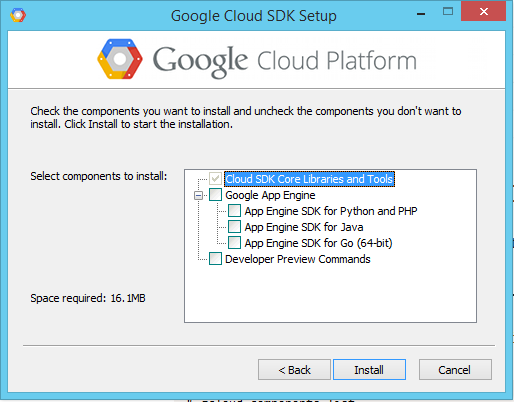 Google Cloud SDK Setup
Google Cloud Platform
Check the components you want to install and uncheck the components you don't want to
install. Click Install to start the installation.
Select components to install:
Cloud SDK Core Libraries and Tools
Google App Engine
App Engine SDK for Python and PHP
App Engine SDK for Java
App Engine SDK for Go (64-bit)
Developer Preview Commands
Space required: 16.1MB
< Back
Install
Cancel